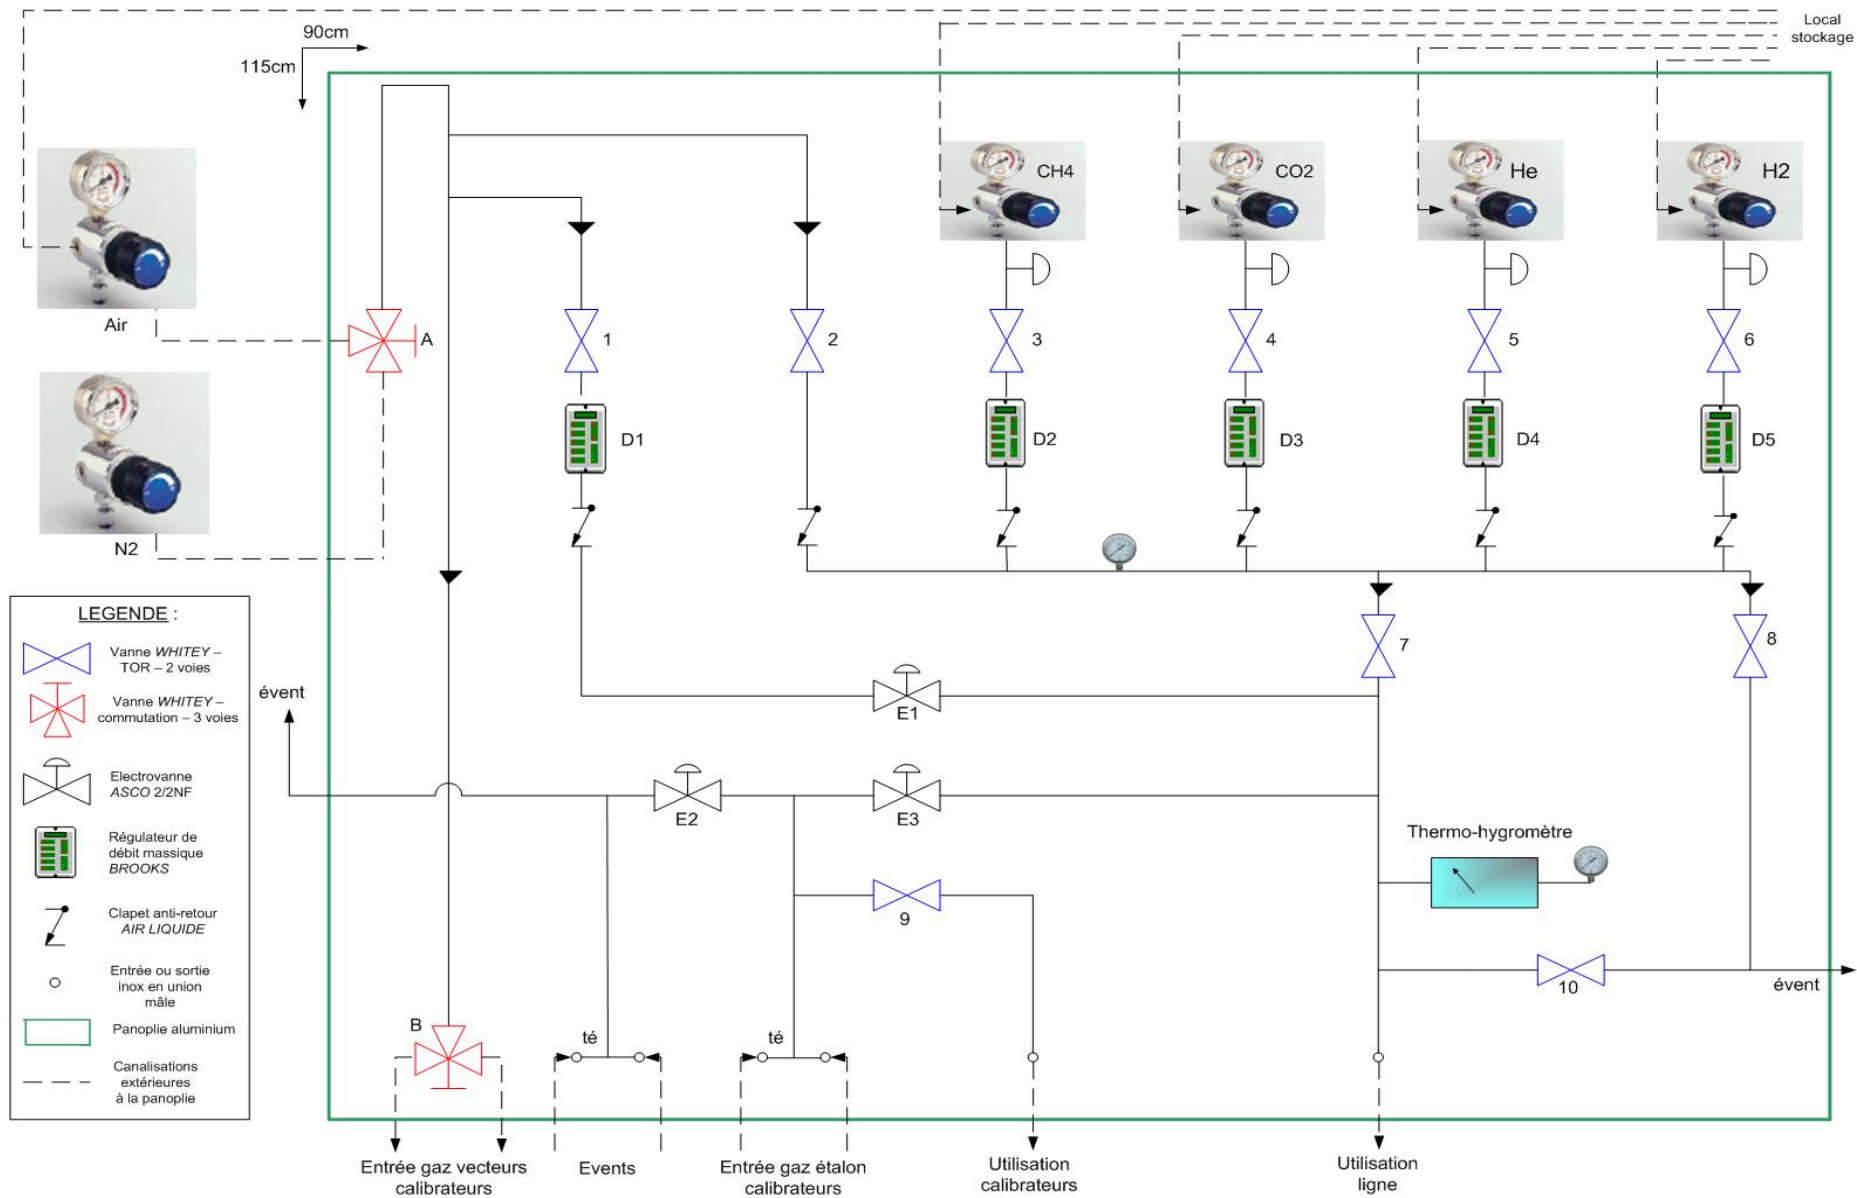 Local
stockage
90cm
115cm
CH4
CO2
He
H2
Air
A
1
2
3
4
5
6
D1
D2
D3
D4
D5
N2
LEGENDE :
Vanne WHITEY –
TOR – 2 voies
Vanne WHITEY –
commutation – 3 voies
Electrovanne
ASCO 2/2NF
Régulateur de
débit massique
BROOKS
Clapet anti-retour
AIR LIQUIDE
Entrée ou sortie
inox en union
mâle
Panoplie aluminium
Canalisations
extérieures
à la panoplie
évent
7
8
E1
E2
E3
Thermo-hygromètre
9
10
évent
B
té
té
Entrée gaz vecteurs
calibrateurs
Events
Entrée gaz étalon
calibrateurs
Utilisation
calibrateurs
Utilisation
ligne